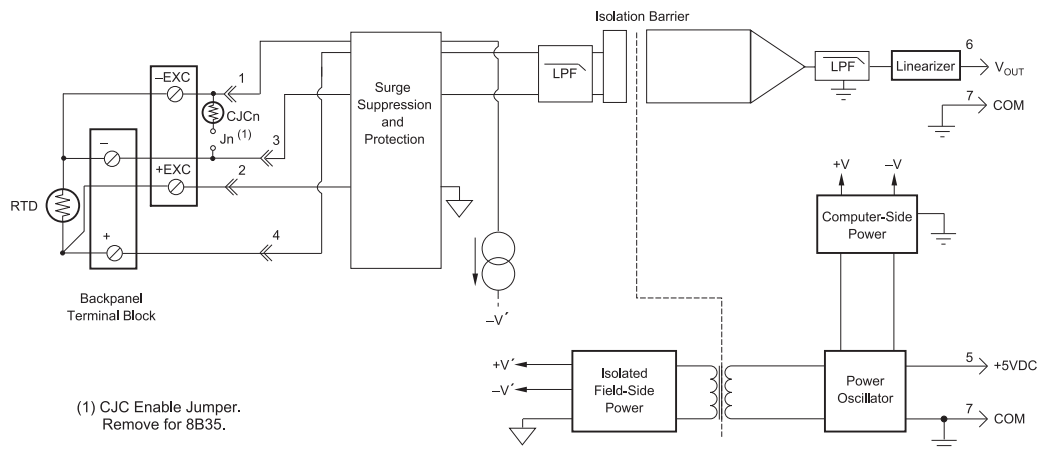 Isolation Barrier
–EXC
1
CJCn
Jn (1)
3
–
+EXC
2
RTD
+
4
Backpanel
Terminal Block
Surge
Suppression
and
Protection
LPF
LPF
Linearizer
6
VOUT
7
COM
–V´
+V
–V
Computer-Side
Power
+V´
–V´
Isolated
Field-Side
Power
Power
Oscillator
5
+5VDC
7
COM
(1) CJC Enable Jumper.
Remove for 8B35.